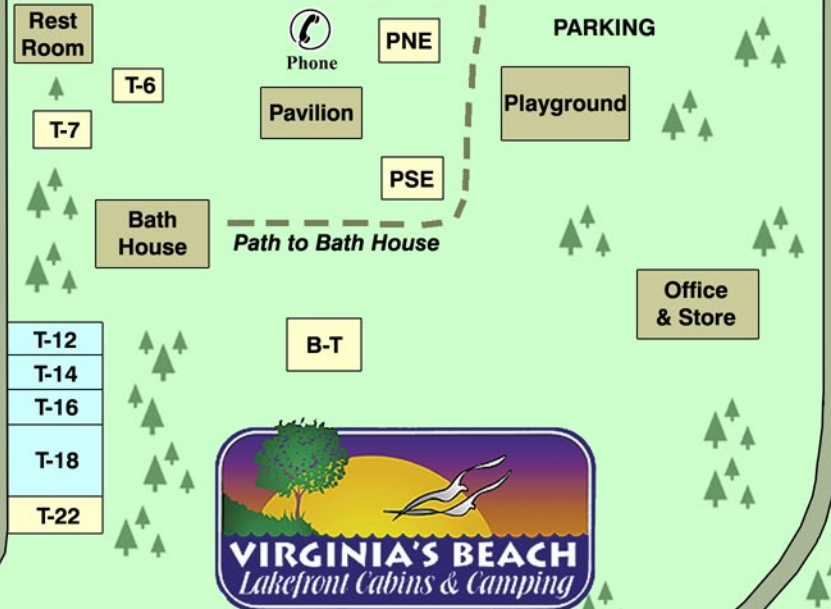 Rest
Room
Phone
PNE
PARKING
T-6
Pavilion
Playground
T-7
PSE
Bath
House
Path to Bath House
Office
& Store
T-12
B-T
T-14
T-16
T-18
T-22
VIRGINIA'S BEACH
Lakefront Cabins & Camping